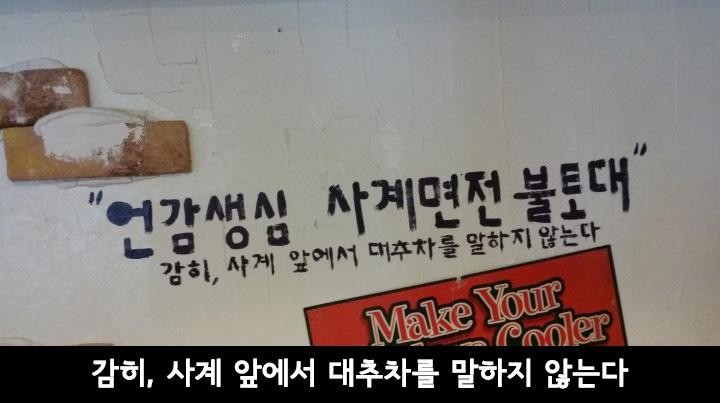 "언감생심 사계면전 불토대"
감히, 사계 앞에서 대추차를 말하지 않는다
Make Your
Cooler
감히, 사계 앞에서 대추차를 말하지 않는다